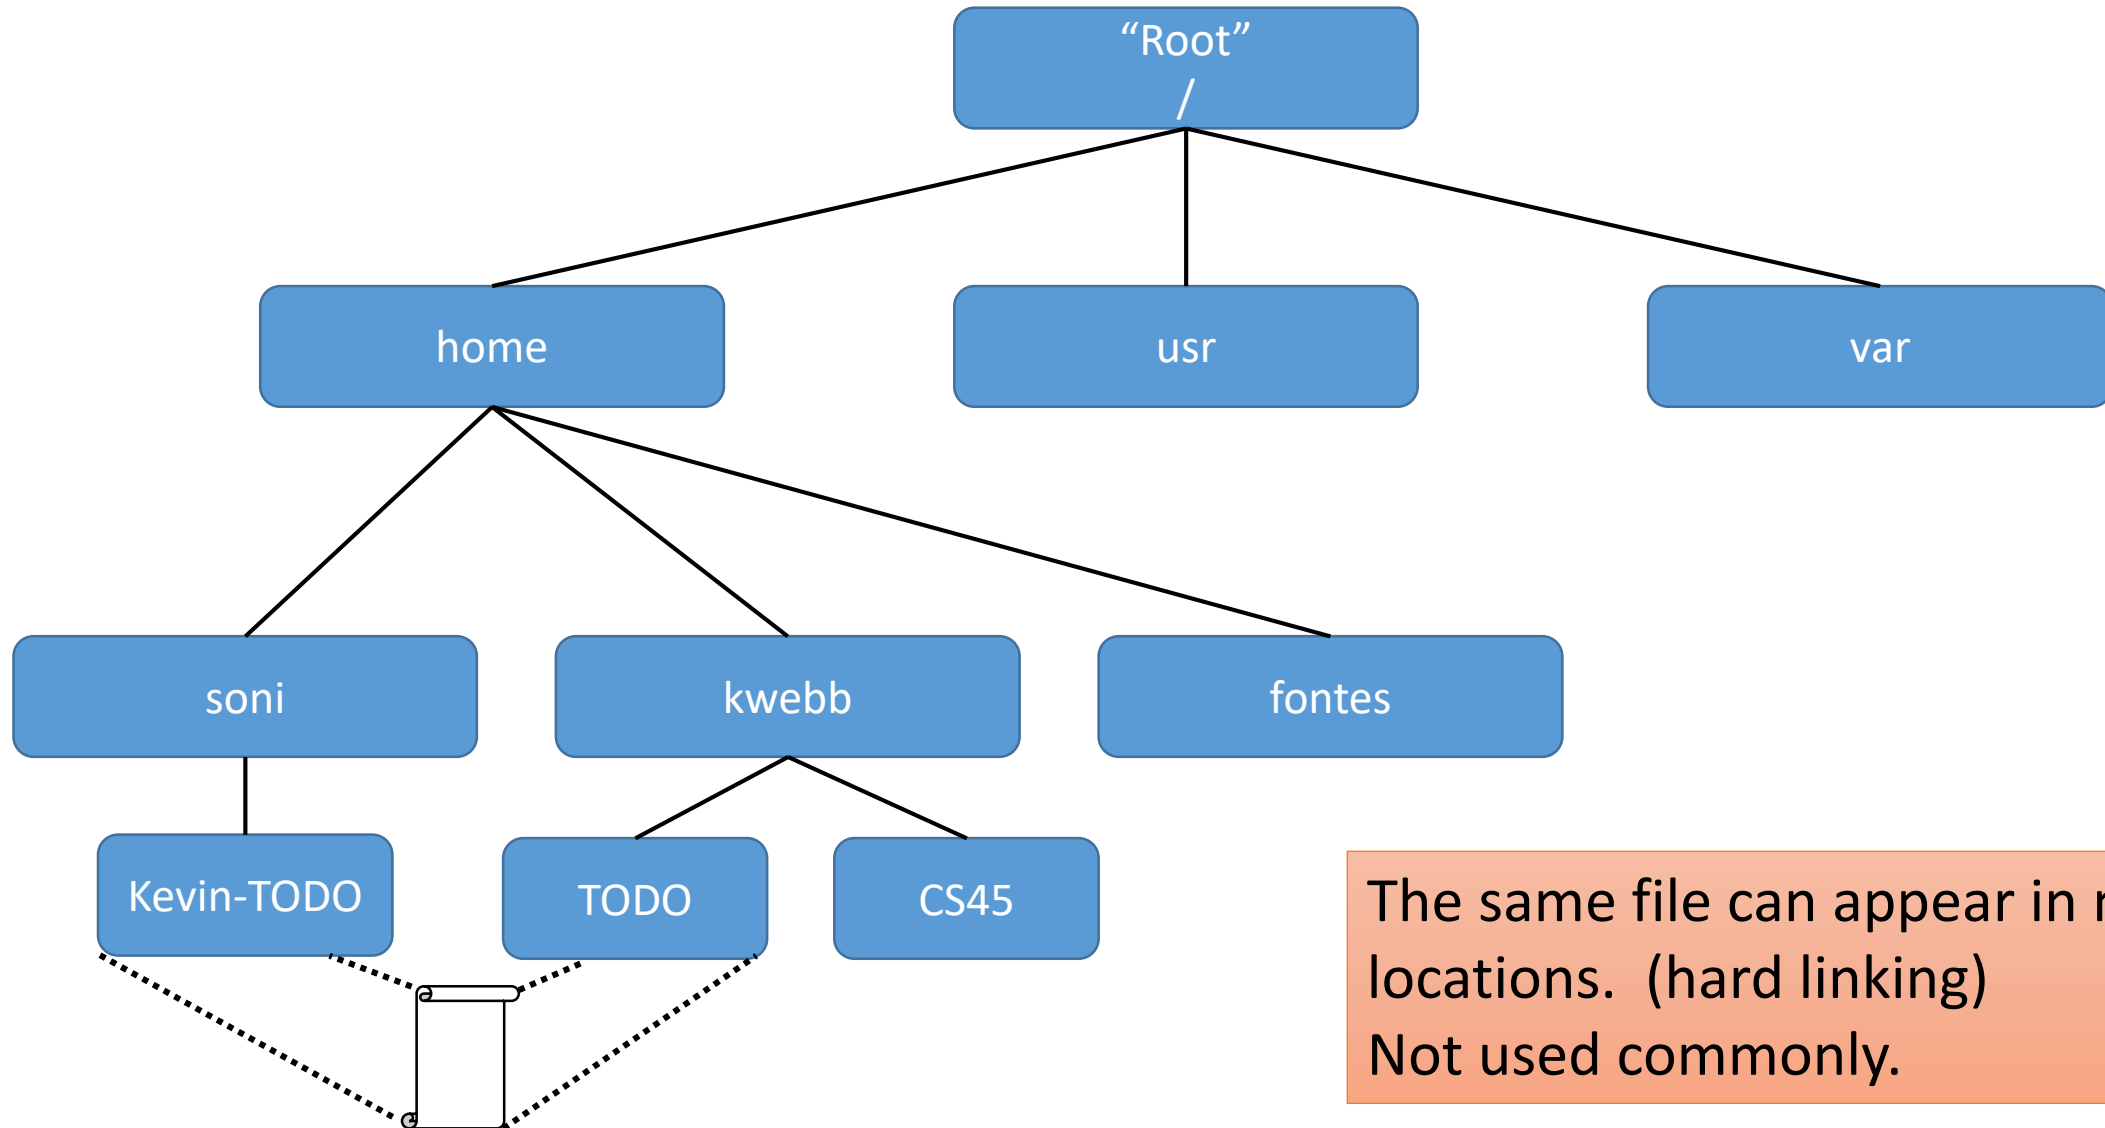 “Root”
/
home
usr
var
soni
kwebb
fontes
Kevin-TODO
TODO
CS45
The same file can appear in
locations. (hard linking)
Not used commonly.